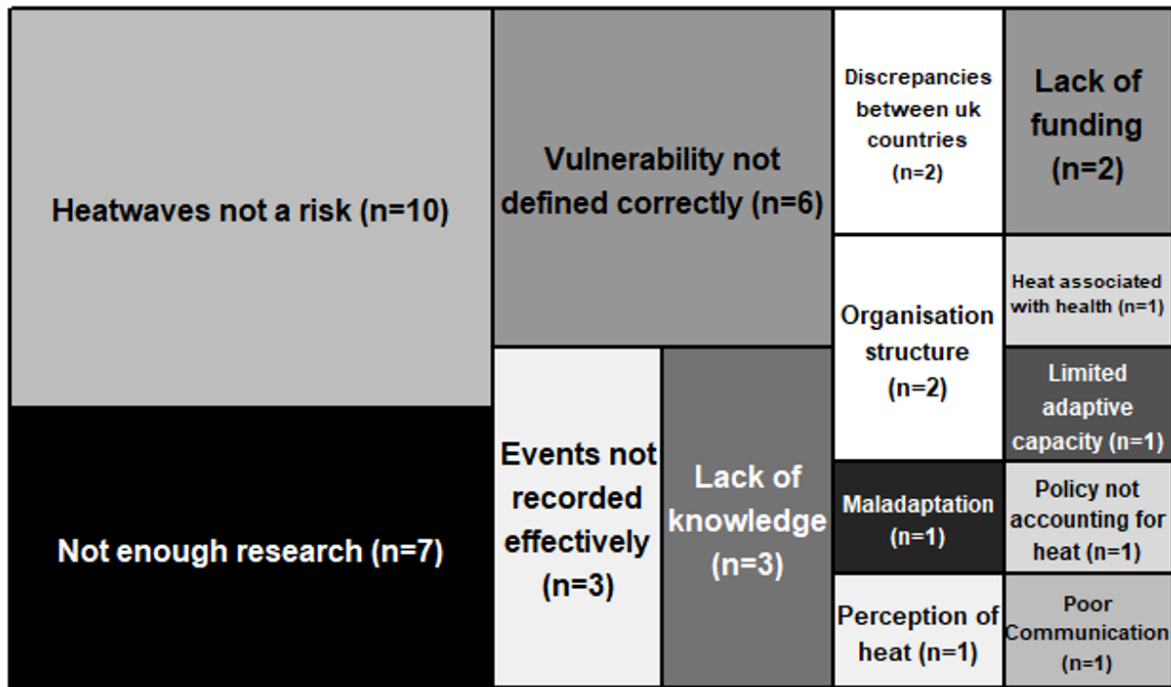 Heatwaves not a risk (n=10)
Not enough research (n=7)
Vulnerability not
defined correctly (n=6)
Events not
recorded
effectively
(n=3)
Lack of
knowledge
(n=3)
Discrepancies
between uk
countries
(n=2)
Lack of
funding
(n=2)
Organisation
structure
(n=2)
Heat associated
with health (n=1)
Limited
adaptive
capacity (n=1)
Maladaptation
(n=1)
Policy not
accounting for
heat (n=1)
Perception of
heat (n=1)
Poor
Communication
(n=1)